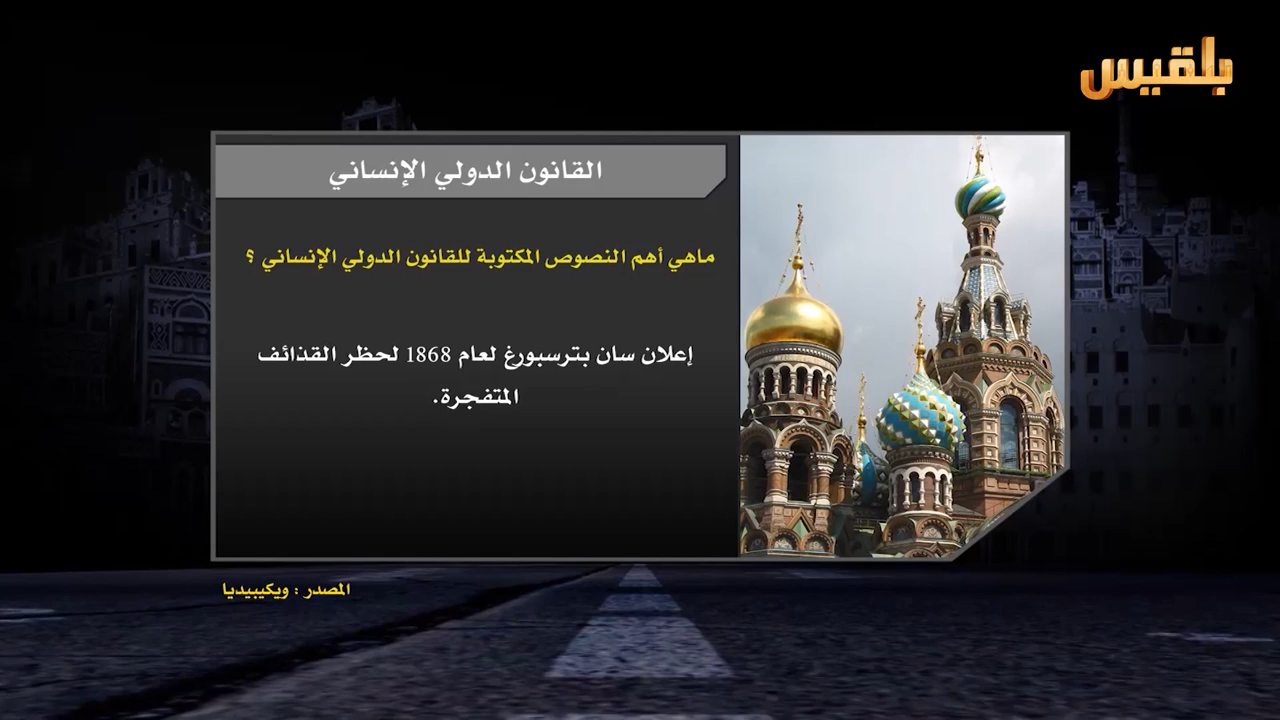 بلقيس
القانون الدولي الإنساني
ماهي أهم النصوص المكتوبة للقانون الدولي الإنساني ؟
إعلان سان بترسبورغ لعام 1868 لحظر القذائف
المتفجرة.
المصدر : ويكيبيديا